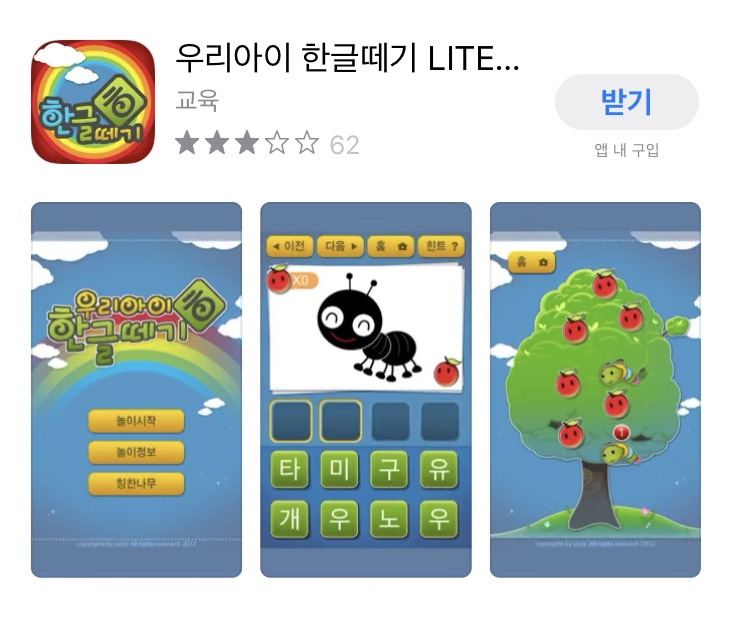 우리아이 한글떼기 LITE...
교육
62
받기
앱 내 구입
한글떼기
우리아이
한글떼기
놀이시작
놀이정보
칭찬나무
이전 다음 홈 힌트 ?
X0
타 미 구 유
개 우 노 우
홈
1